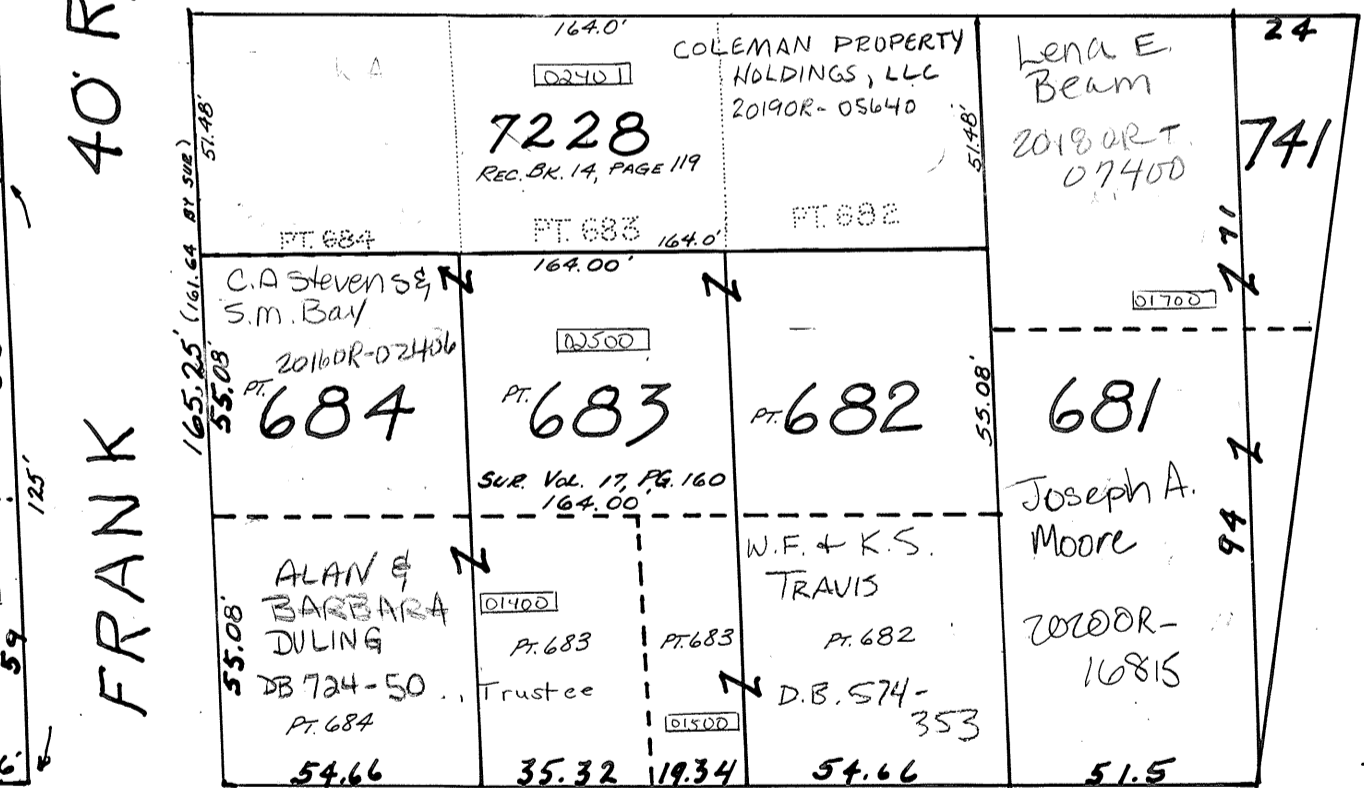 40' R
FRANK
125'
59
6'
165.25' (161.64 BY SUR.)
51.48'
164.0'
02401
7228
REC. BK. 14, PAGE 119
PT. 684
PT. 683
164.0'
COLEMAN PROPERTY
HOLDINGS, LLC
20190R-05640
PT. 682
51.48'
Lena E.
Beam
20180R-
07400
01700
24
741
71
Z
C.A Stevens &
S.M. Bay
20160R-02406
55.08'
PT. 684
Z
164.00'
02500
PT. 683
SUR. VOL. 17, PG. 160
164.00'
Z
PT. 682
55.08'
681
Joseph A.
Moore
20200R-
16815
94
Z
ALAN &
BARBARA
DULING
DB 724-50
PT. 684
55.08'
54.66
Z
01400
PT. 683
Trustee
35.32
PT. 683
01500
19.34
Z
W.F. & K.S.
TRAVIS
PT. 682
D.B. 574-
353
54.66
51.5